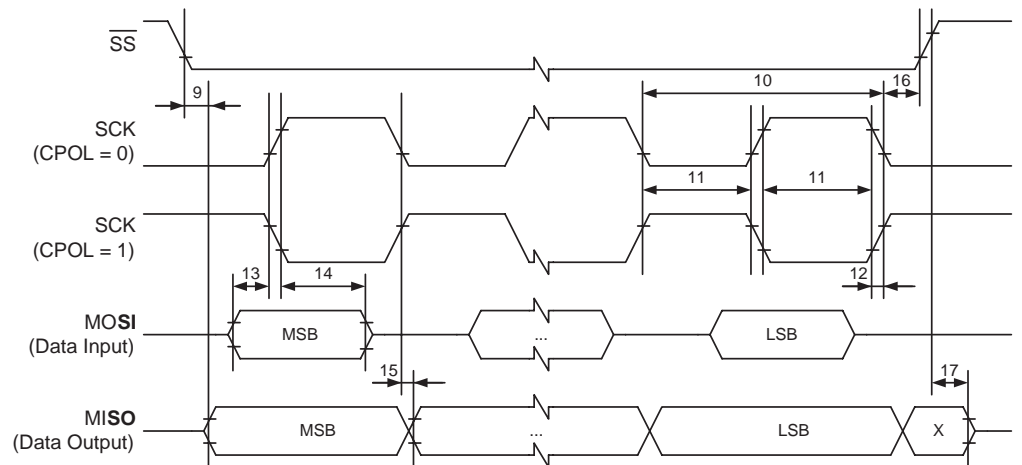 SS
9
10
16
SCK
(CPOL = 0)
11
11
SCK
(CPOL = 1)
13
14
12
MOSI
(Data Input)
MSB
...
LSB
15
17
MISO
(Data Output)
MSB
...
LSB
X